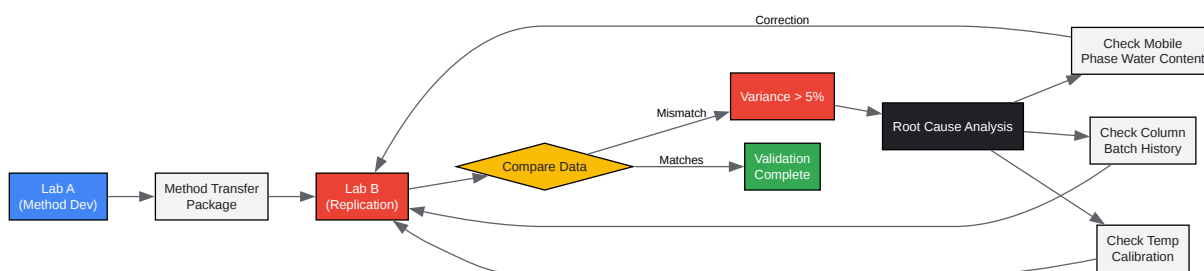 Correction
Check Mobile
Phase Water Content
Variance > 5%
Mismatch
Root Cause Analysis
Check Column
Batch History
Compare Data
Matches
Validation
Complete
Lab A
(Method Dev)
Method Transfer
Package
Lab B
(Replication)
Check Temp
Calibration